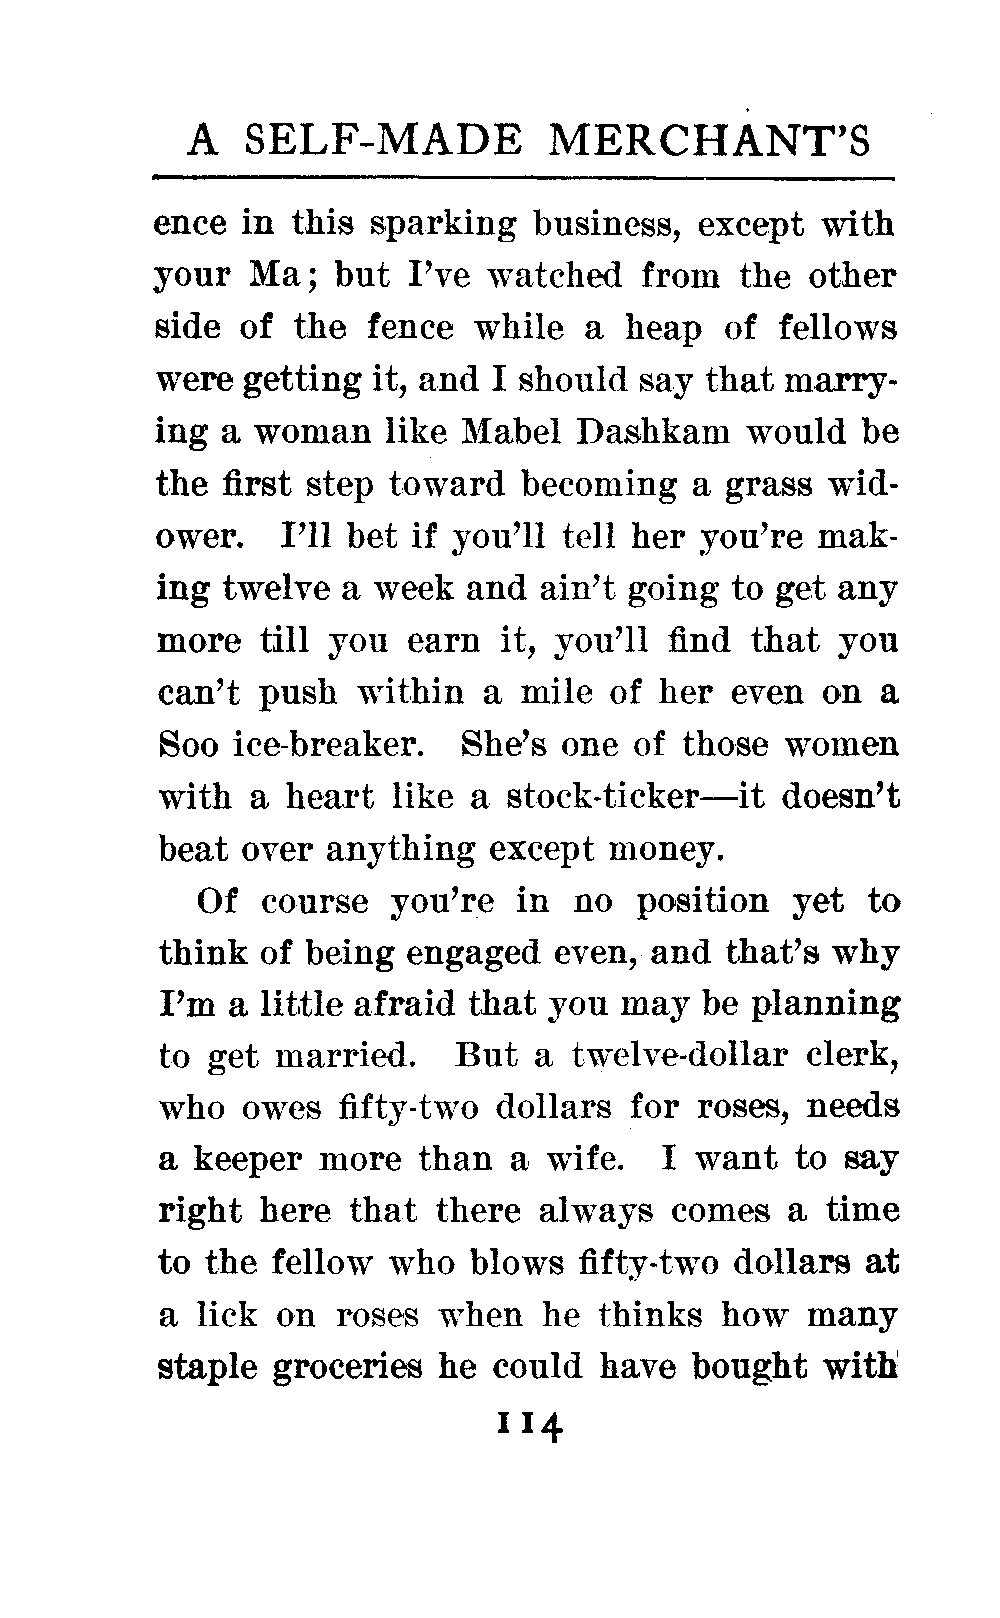 A SELF-MADE MERCHANT'S
ence in this sparking business, except with
your Ma; but I've watched from the other
side of the fence while a heap of fellows
were getting it, and I should say that marry-
ing a woman like Mabel Dashkam would be
the first step toward becoming a grass wid-
ower. I'll bet if you'll tell her you're mak-
ing twelve a week and ain't going to get any
more till you earn it, you'll find that you
can't push within a mile of her even on a
Soo ice-breaker. She's one of those women
with a heart like a stock-ticker—it doesn't
beat over anything except money.
Of course you're in no position yet to
think of being engaged even, and that's why
I'm a little afraid that you may be planning
to get married. But a twelve-dollar clerk,
who owes fifty-two dollars for roses, needs
a keeper more than a wife. I want to say
right here that there always comes a time
to the fellow who blows fifty-two dollars at
a lick on roses when he thinks how many
staple groceries he could have bought with
114